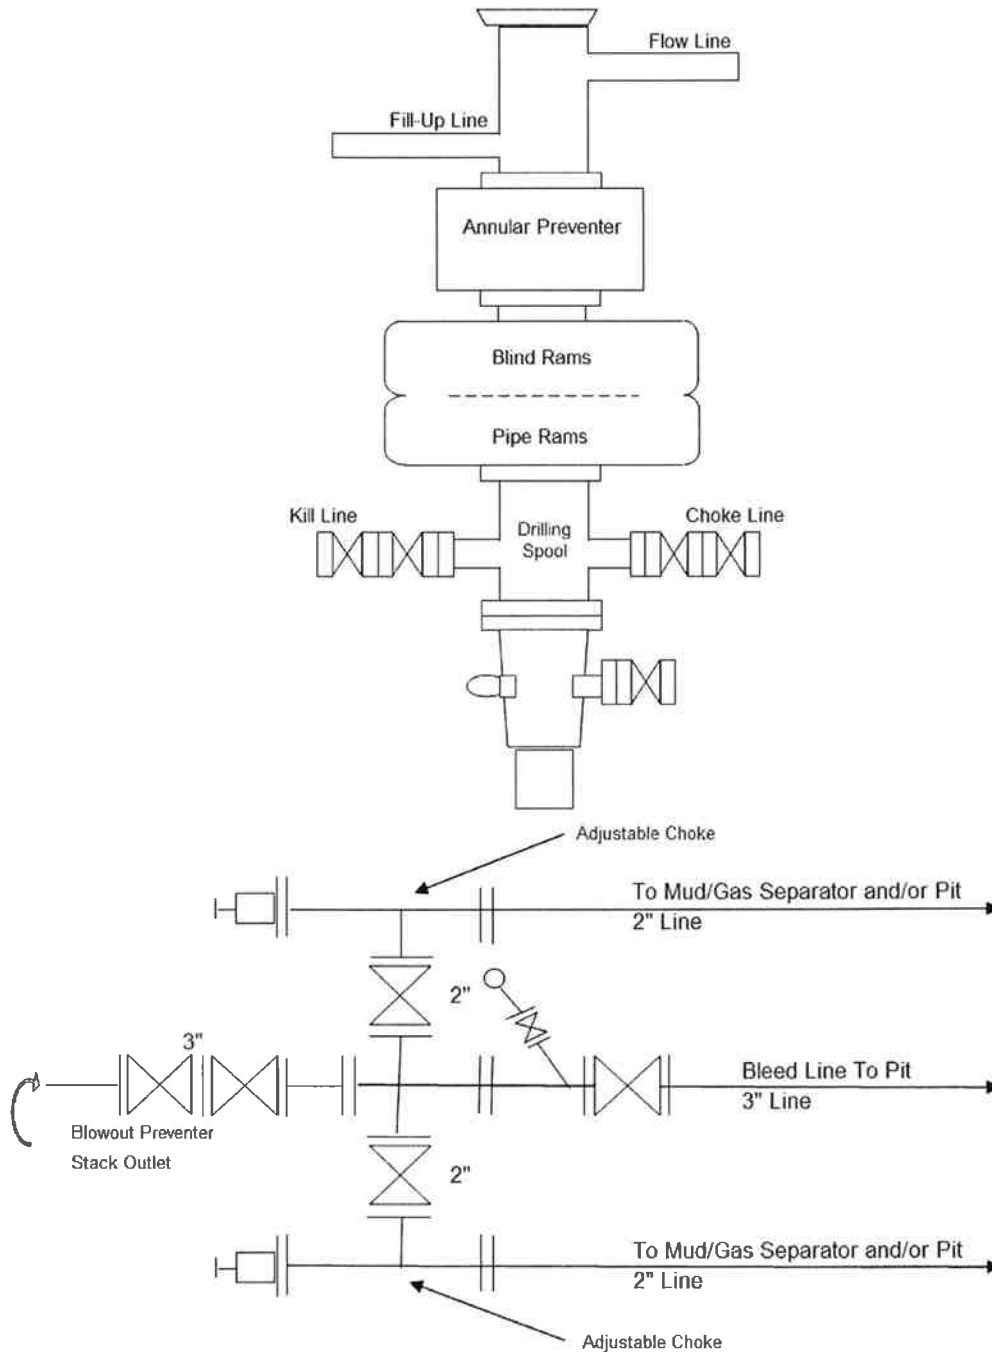 Flow Line
Fill-Up Line
Annular Preventer
Blind Rams
Pipe Rams
Kill Line
Drilling
Spool
Choke Line
Adjustable Choke
To Mud/Gas Separator and/or Pit
2" Line
2"
3"
Bleed Line To Pit
3" Line
Blowout Preventer
Stack Outlet
2"
To Mud/Gas Separator and/or Pit
2" Line
Adjustable Choke